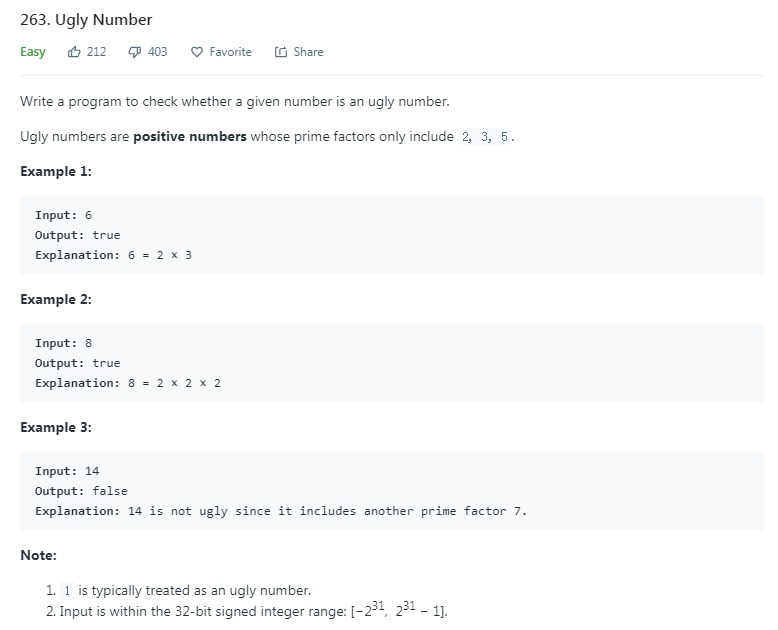 263. Ugly Number
Easy 212 403 Favorite Share
Write a program to check whether a given number is an ugly number.
Ugly numbers are positive numbers whose prime factors only include 2, 3, 5.
Example 1:
Input: 6
Output: true
Explanation: 6 = 2 x 3
Example 2:
Input: 8
Output: true
Explanation: 8 = 2 x 2 x 2
Example 3:
Input: 14
Output: false
Explanation: 14 is not ugly since it includes another prime factor 7.
Note:
1. 1 is typically treated as an ugly number.
2. Input is within the 32-bit signed integer range: [−2³¹, 2³¹ − 1].